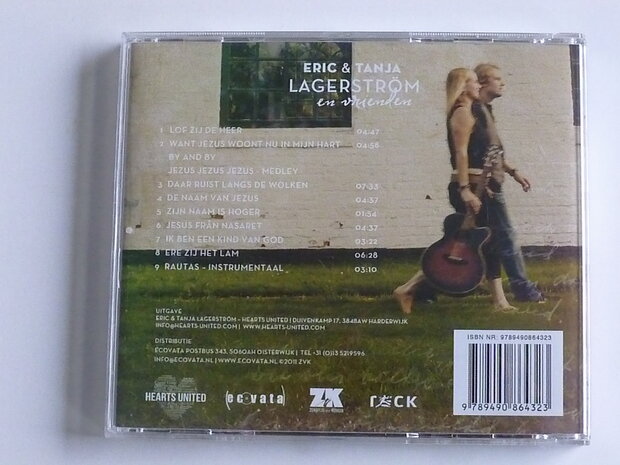 ERIC & TANJA
LAGERSTRÖM
en vrienden
1 LOF ZIJ DE HEER 04:47
2 WANT JEZUS WOONT NU IN MIJN HART 04:58
BY AND BY
JEZUS JEZUS JEZUS - MEDLEY
3 DAAR RUIST LANGS DE WOLKEN 07:33
4 DE NAAM VAN JEZUS 04:37
5 ZIJN NAAM IS HOGER 01:54
6 JESUS FRÅN NASARET 04:37
7 IK BEN EEN KIND VAN GOD 03:22
8 ERE ZIJ HET LAM 06:28
9 RAUTAS - INSTRUMENTAAL 03:10
UITGAVE
ERIC & TANJA LAGERSTRÖM - HEARTS UNITED | DUIVENKAMP 17, 3848AW HARDERWIJK
INFO@HEARTS-UNITED.COM | WWW.HEARTS-UNITED.COM
DISTRIBUTIE
ECOVATA POSTBUS 343, 5060AH OISTERWIJK | TEL +31 (0)13 5219596
INFO@ECOVATA.NL | WWW.ECOVATA.NL ©2011 ZVK
ISBN NR: 9789490864323
9 789490 864323
HEARTS UNITED
(ecovata)
ZVK